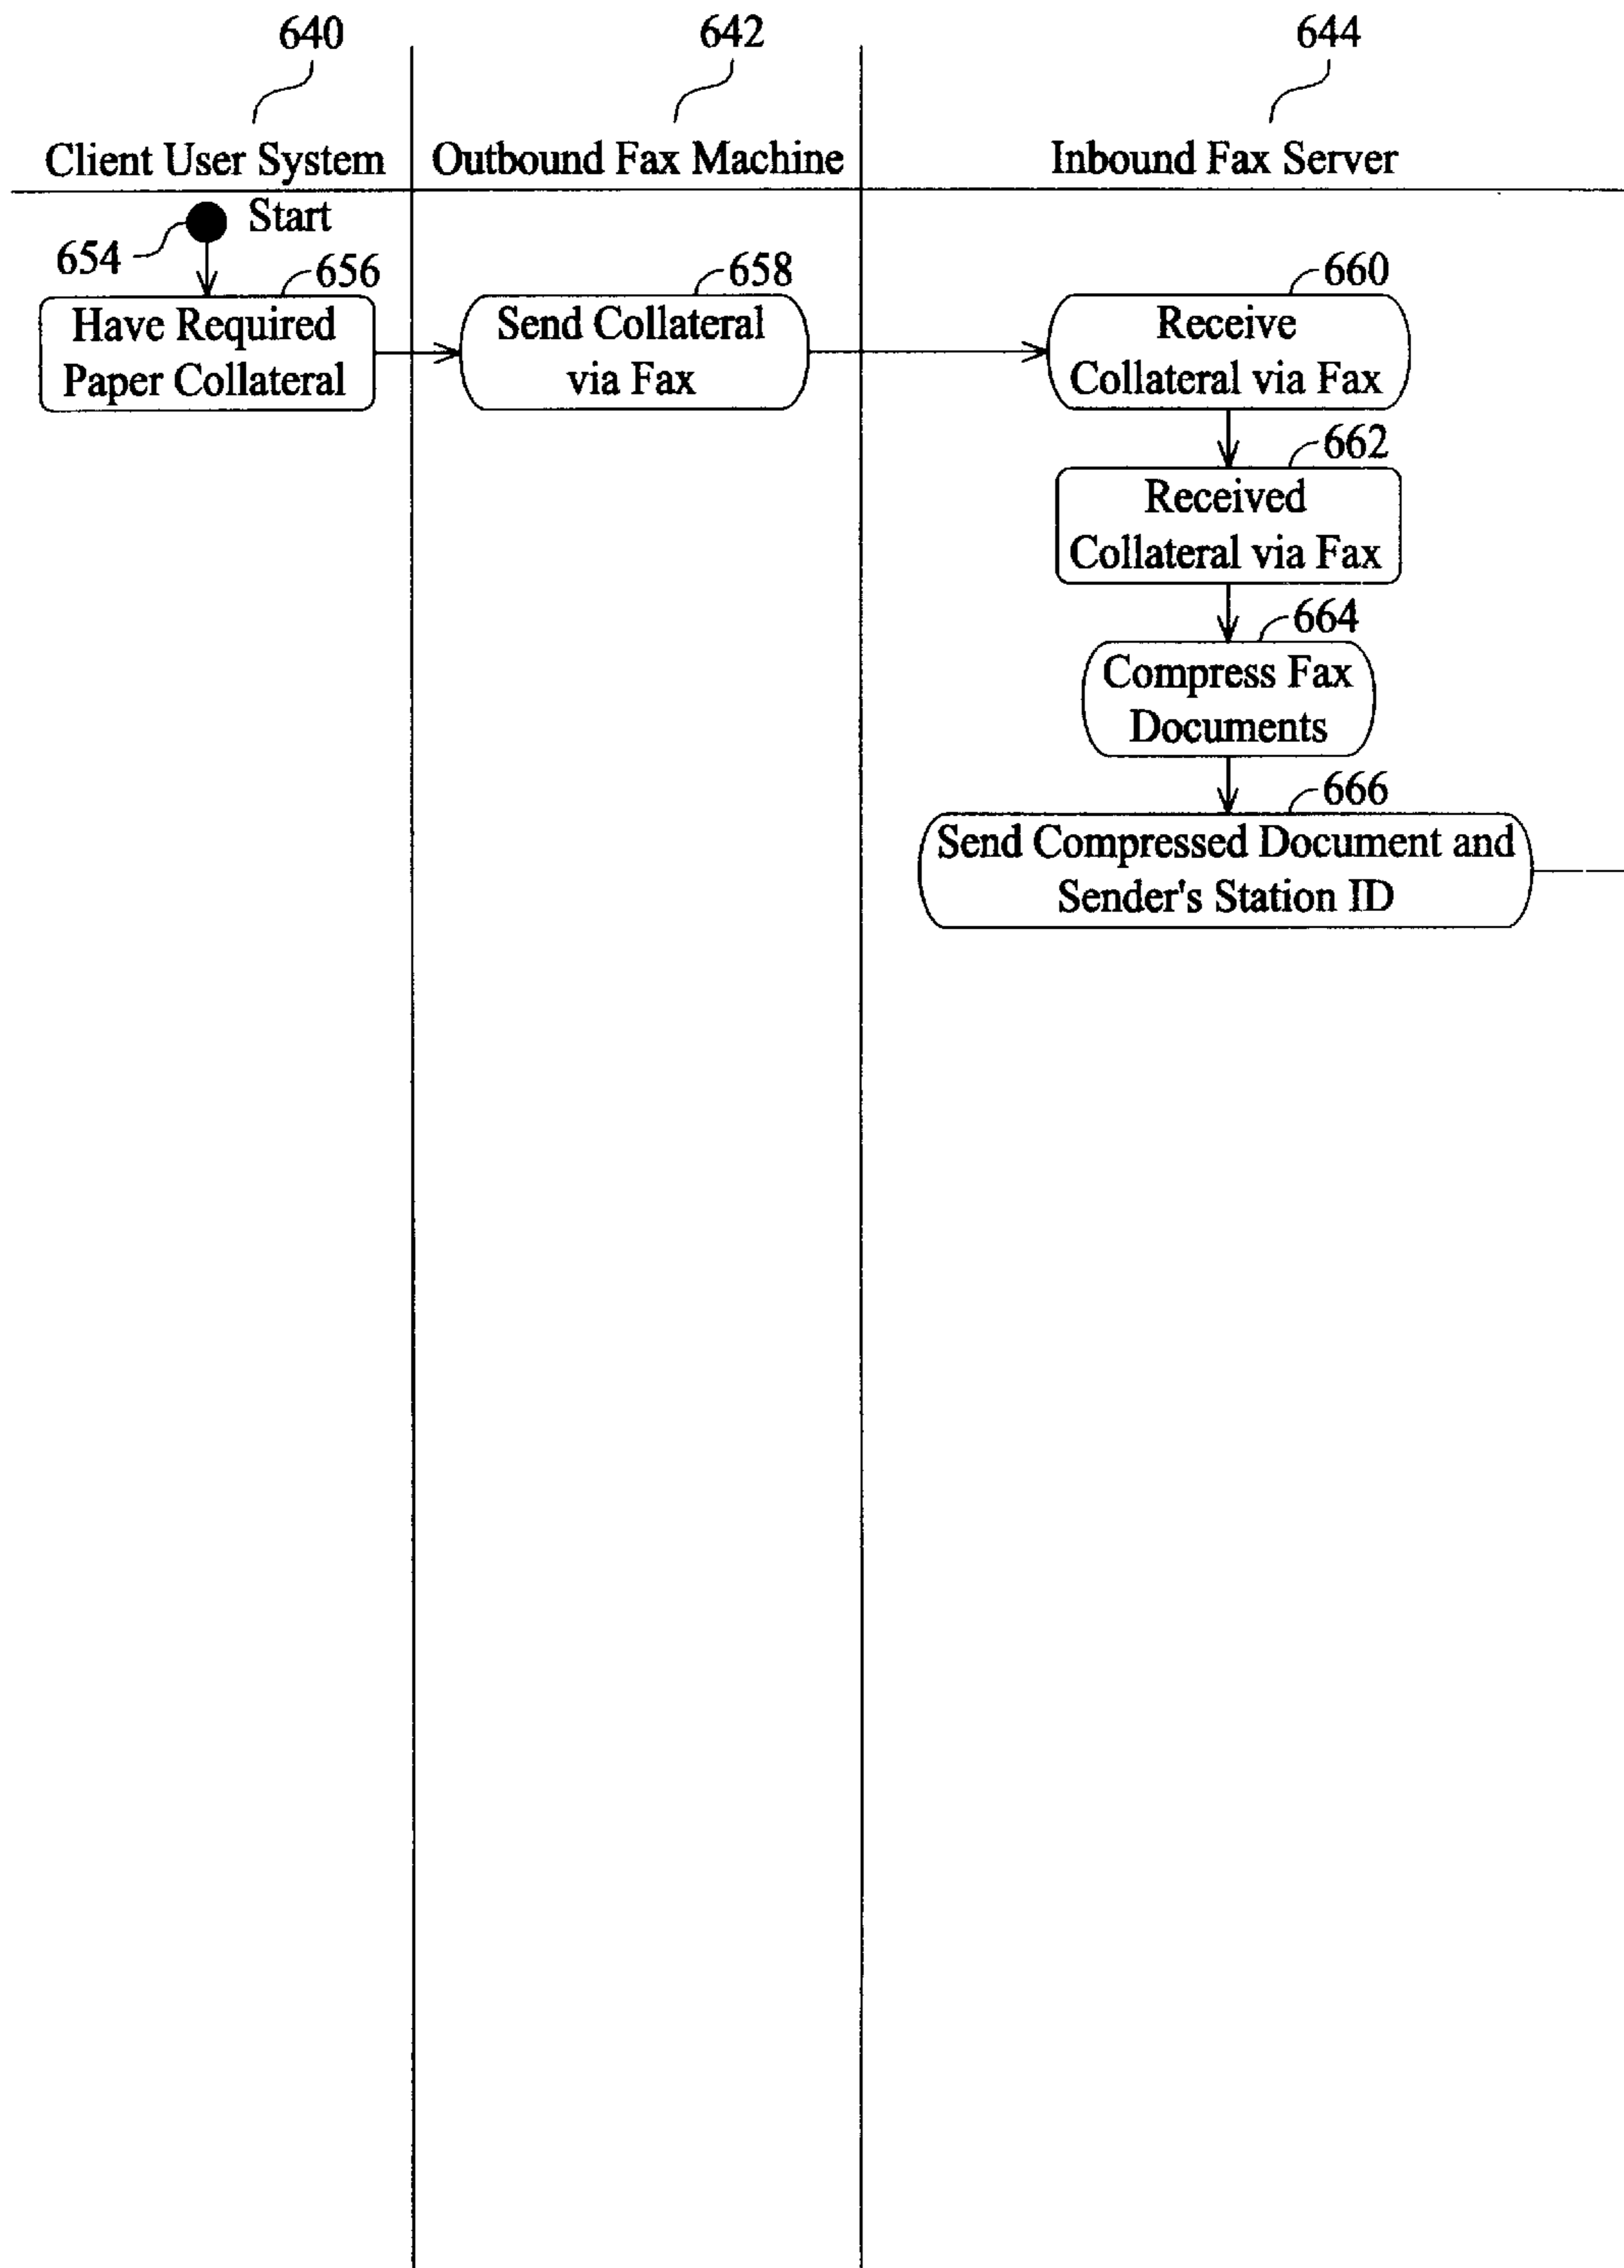 640
642
644
Client User System
Outbound Fax Machine
Inbound Fax Server
Start
654
656
Have Required
Paper Collateral
658
Send Collateral
via Fax
660
Receive
Collateral via Fax
662
Received
Collateral via Fax
664
Compress Fax
Documents
666
Send Compressed Document and
Sender's Station ID